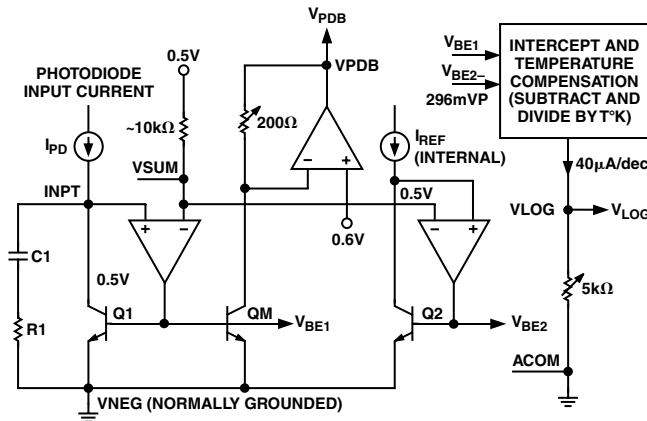 VPDB
VBE1
VBE2–
296mVP
INTERCEPT AND
TEMPERATURE
COMPENSATION
(SUBTRACT AND
DIVIDE BY T°K)
0.5V
VPDB
PHOTODIODE
INPUT CURRENT
~10kΩ
200Ω
IPD
VSUM
IREF
(INTERNAL)
40µA/dec
INPT
+
–
–
+
0.5V
–
+
VLOG
VLOG
0.6V
C1
0.5V
5kΩ
R1
Q1
QM
VBE1
Q2
VBE2
ACOM
VNEG (NORMALLY GROUNDED)